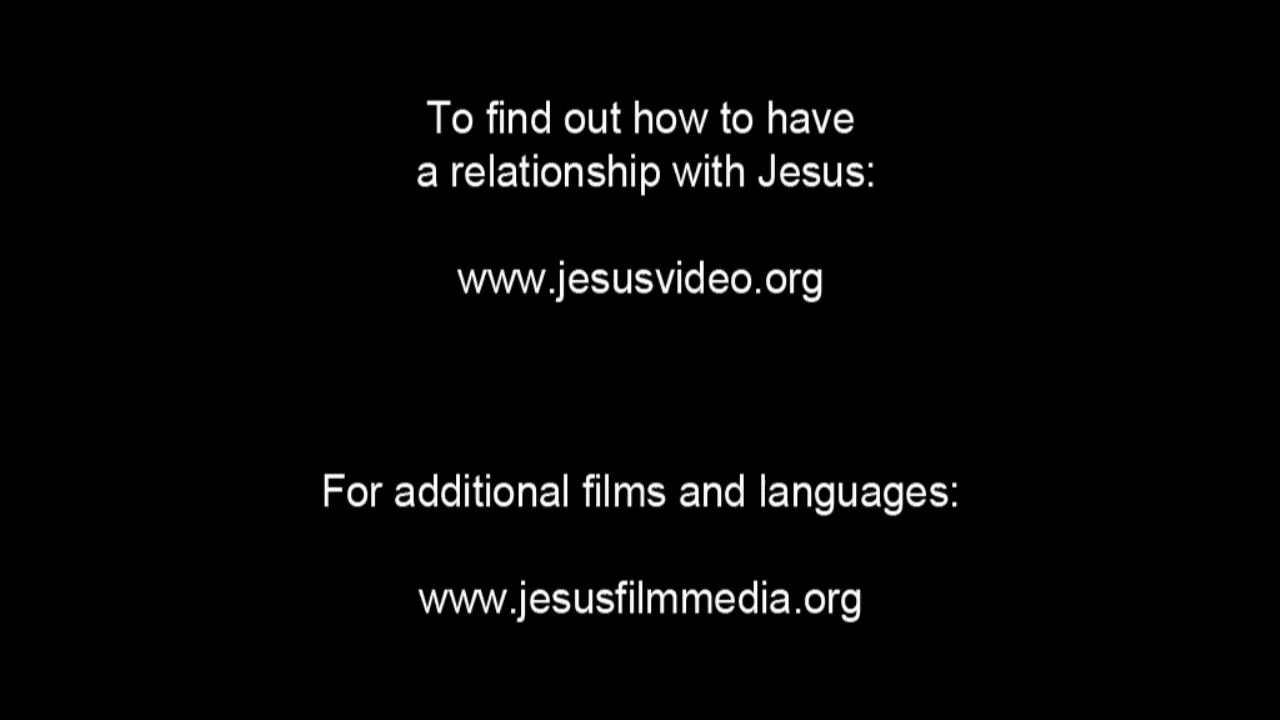 To find out how to have
a relationship with Jesus:
www.jesusvideo.org
For additional films and languages:
www.jesusfilmmedia.org